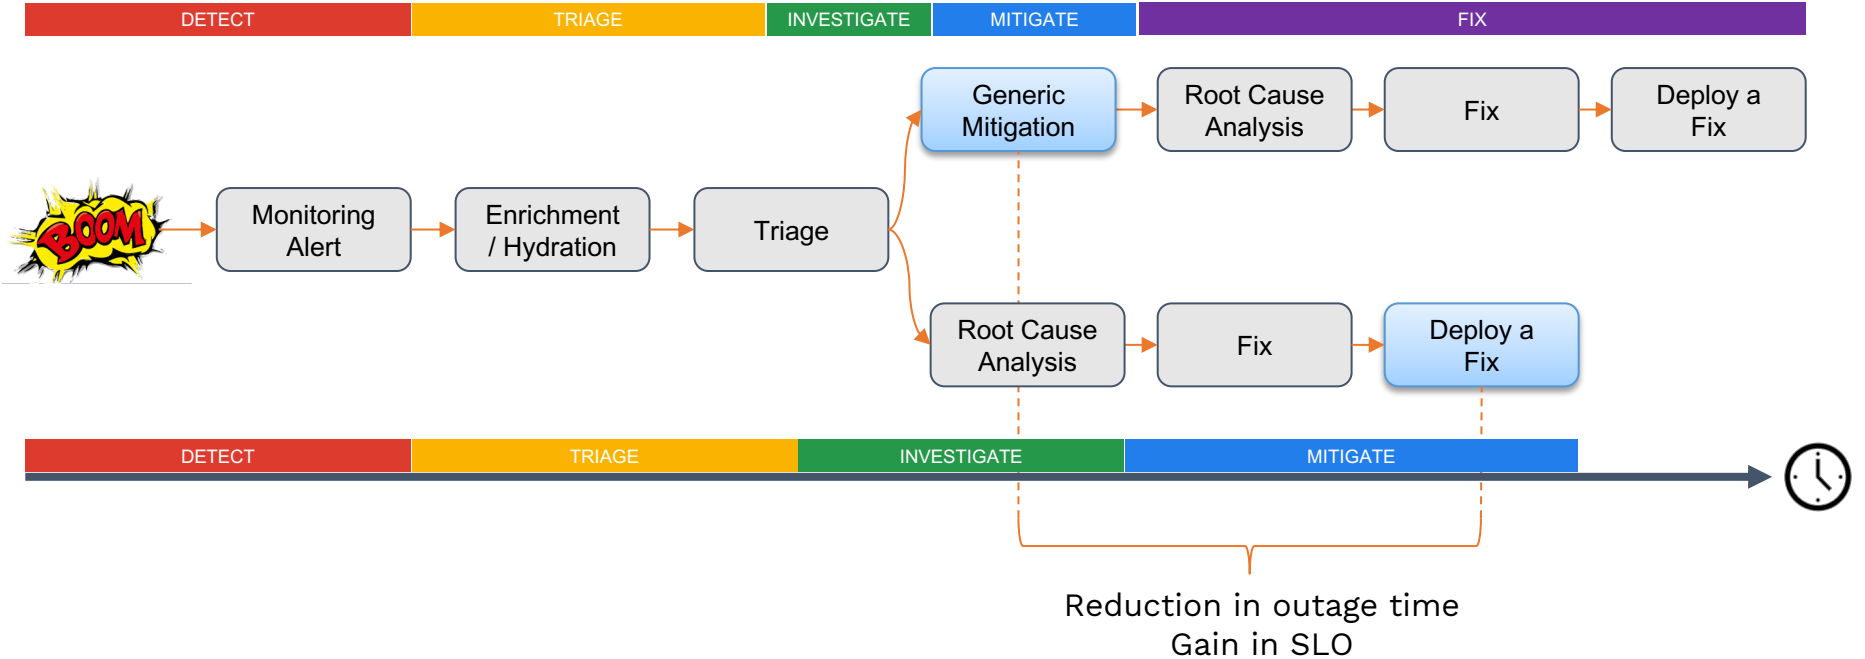 DETECT
TRIAGE
INVESTIGATE
MITIGATE
FIX
Generic
Mitigation
Root Cause
Analysis
Fix
Deploy a
Fix
BOOM
Monitoring
Alert
Enrichment
/ Hydration
Triage
Root Cause
Analysis
Fix
Deploy a
Fix
DETECT
TRIAGE
INVESTIGATE
MITIGATE
Reduction in outage time
Gain in SLO